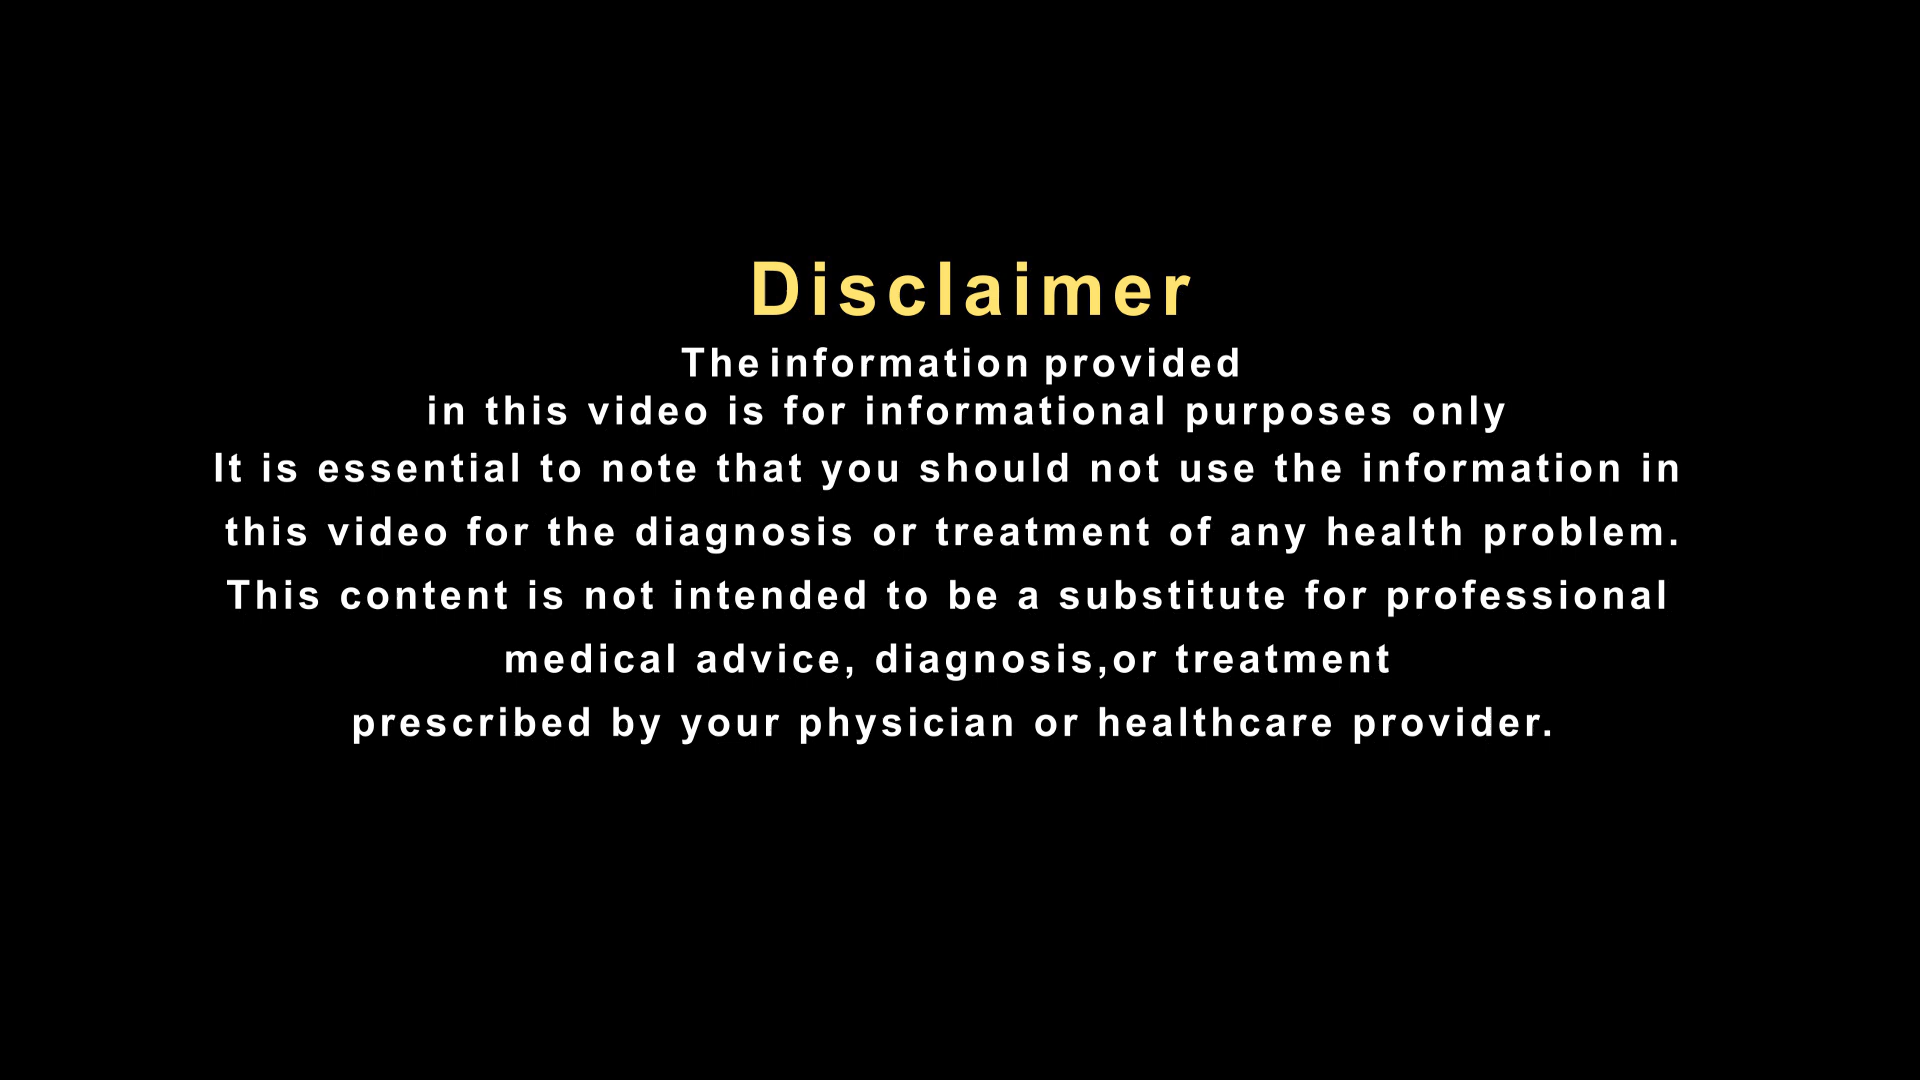 Disclaimer
The information provided
in this video is for informational purposes only
It is essential to note that you should not use the information in
this video for the diagnosis or treatment of any health problem.
This content is not intended to be a substitute for professional
medical advice, diagnosis,or treatment
prescribed by your physician or healthcare provider.